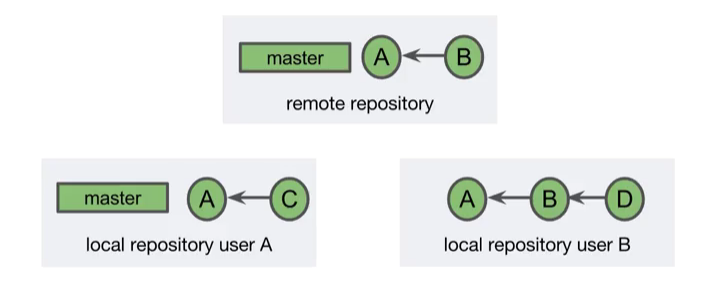 master A B
remote repository
master A C
local repository user A
A B D
local repository user B